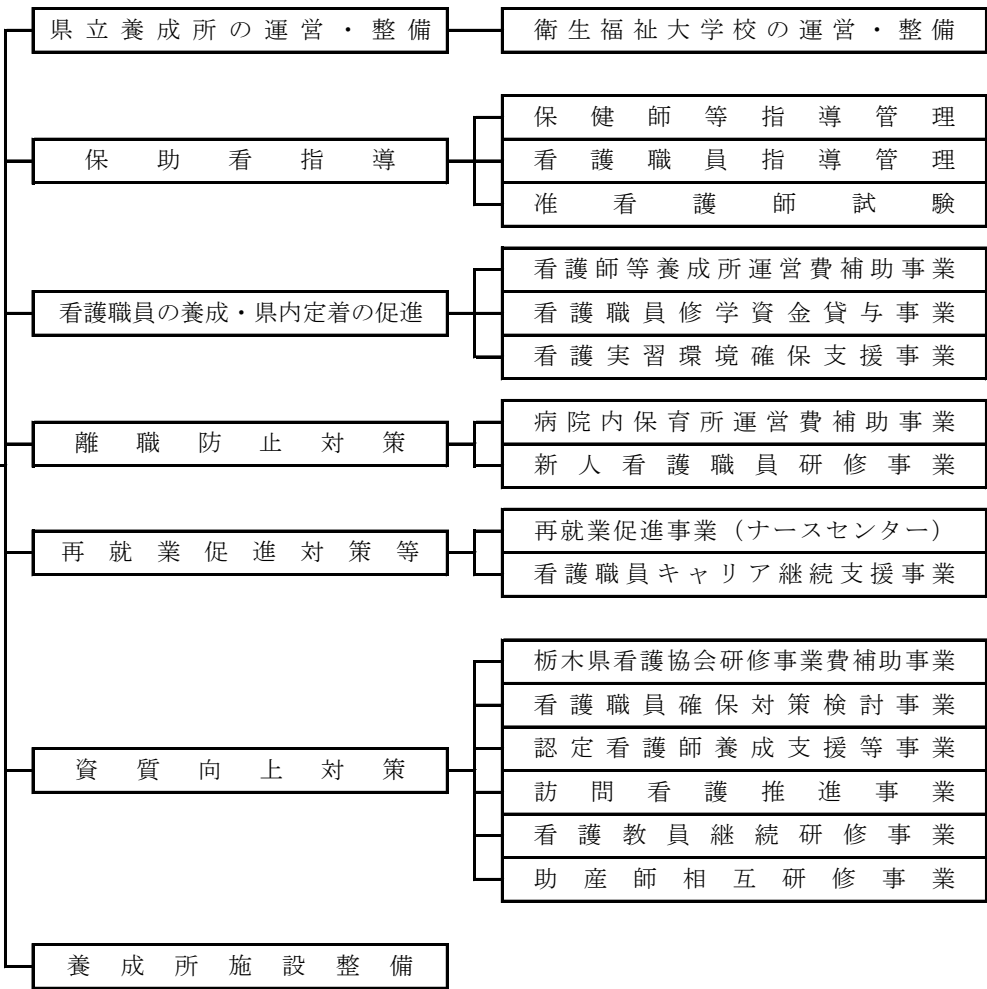 県立養成所の運営・整備
衛生福祉大学校の運営・整備
保助看指導
保健師等指導管理
看護職員指導管理
准看護師試験
看護職員の養成・県内定着の促進
看護師等養成所運営費補助事業
看護職員修学資金貸与事業
看護実習環境確保支援事業
離職防止対策
病院内保育所運営費補助事業
新人看護職員研修事業
再就業促進対策等
再就業促進事業（ナースセンター）
看護職員キャリア継続支援事業
資質向上対策
栃木県看護協会研修事業費補助事業
看護職員確保対策検討事業
認定看護師養成支援等事業
訪問看護推進事業
看護教員継続研修事業
助産師相互研修事業
養成所施設整備